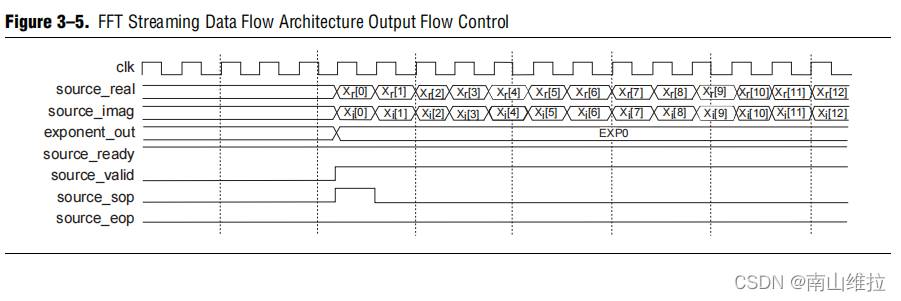 Figure 3–5. FFT Streaming Data Flow Architecture Output Flow Control
clk
source_real Xr[0] Xr[1] Xr[2] Xr[3] Xr[4] Xr[5] Xr[6] Xr[7] Xr[8] Xr[9] Xr[10] Xr[11] Xr[12]
source_imag Xi[0] Xi[1] Xi[2] Xi[3] Xi[4] Xi[5] Xi[6] Xi[7] Xi[8] Xi[9] Xi[10] Xi[11] Xi[12]
exponent_out EXP0
source_ready
source_valid
source_sop
source_eop
CSDN @南山维拉